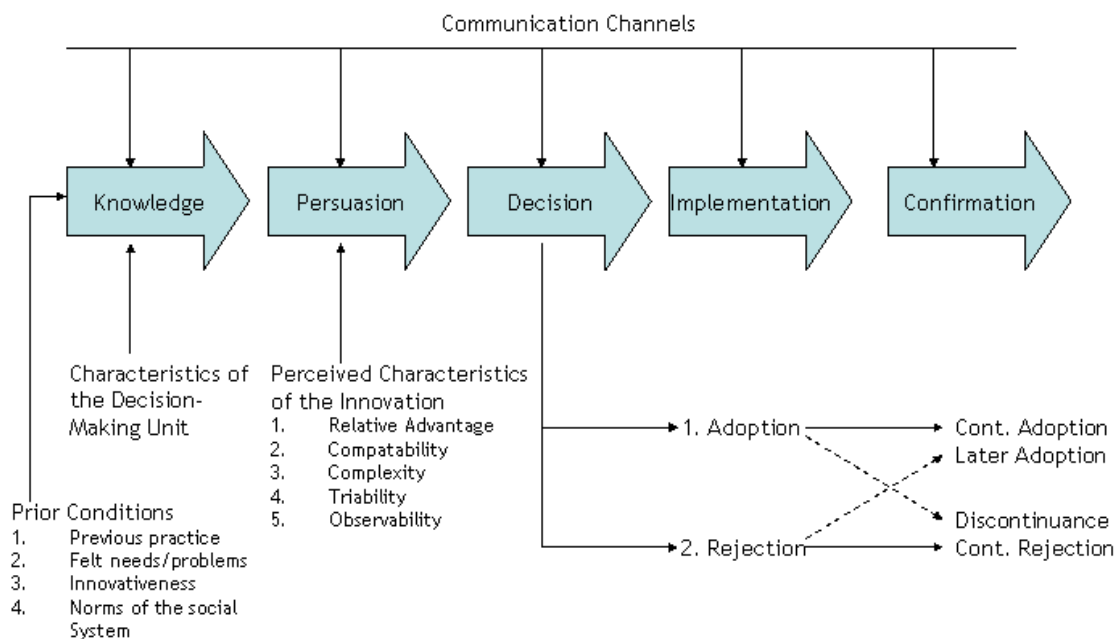 Communication Channels
Knowledge
Persuasion
Decision
Implementation
Confirmation
Characteristics of
the Decision-
Making Unit
Perceived Characteristics
of the Innovation
1. Relative Advantage
2. Compatability
3. Complexity
4. Triability
5. Observability
1. Adoption
Cont. Adoption
Later Adoption
Discontinuance
2. Rejection
Cont. Rejection
Prior Conditions
1. Previous practice
2. Felt needs/problems
3. Innovativeness
4. Norms of the social
System